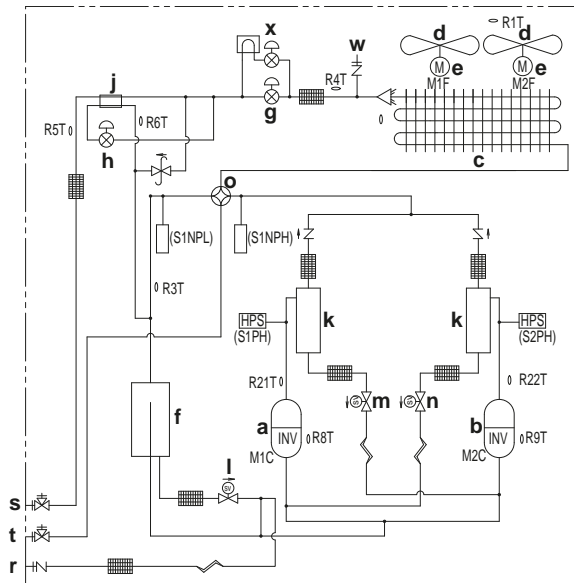 R1T
x
w
d
d
M
e
M
e
M1F
M2F
j
g
R4T
R5T
R6T
h
c
o
(S1NPL)
(S1NPH)
R3T
k
k
HPS
(S1PH)
HPS
(S2PH)
R21T
R22T
S
m
S
n
f
a
INV
R8T
b
INV
R9T
M1C
M2C
l
SV
s
t
r